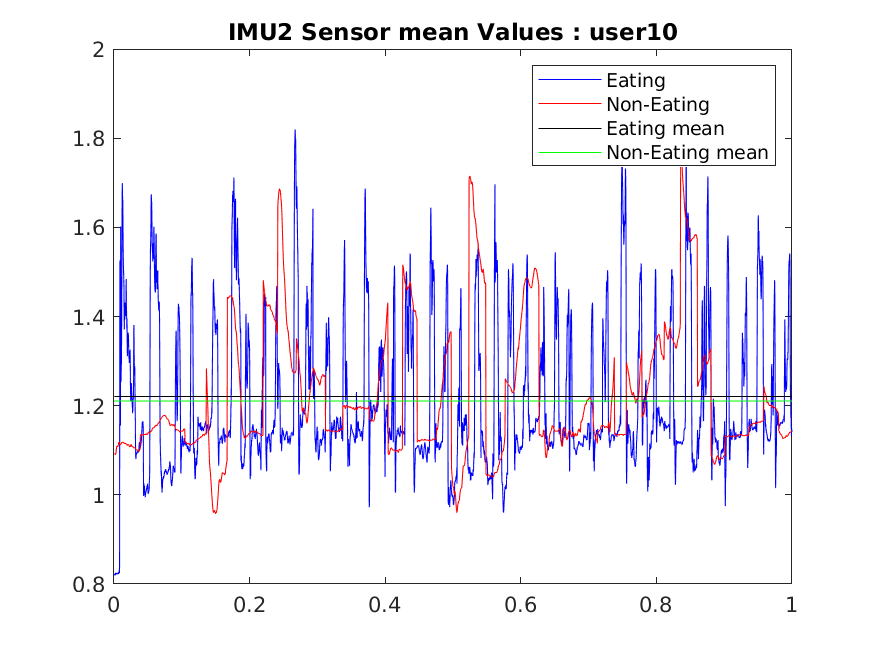 IMU2 Sensor mean Values : user10
2
1.8
1.6
1.4
1.2
1
0.8
0
0.2
0.4
0.6
0.8
1
Eating
Non-Eating
Eating mean
Non-Eating mean